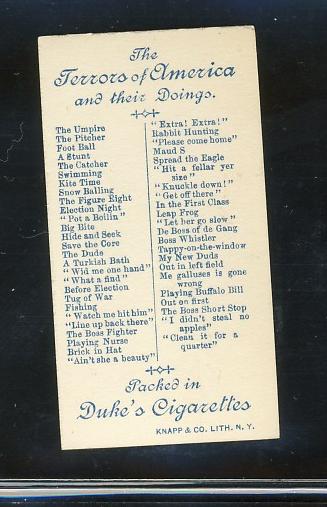 The
Terrors of America
and their Doings.
The Umpire
The Pitcher
Foot Ball
A Stunt
The Catcher
Swimming
Kite Time
Snow Balling
The Figure Eight
Election Night
"Pot a Boilin"
Big Bite
Hide and Seek
Save the Core
The Dude
A Turkish Bath
"Wid me one hand"
"What a find"
Before Election
Tug of War
Fishing
"Watch me hit him"
"Line up back there"
The Boss Fighter
Playing Nurse
Brick in Hat
"Ain't she a beauty"
"Extra! Extra!"
Rabbit Hunting
"Please come home"
Maud S
Spread the Eagle
"Hit a fellar yer
size"
"Knuckle down!"
"Get off there"
In the First Class
Leap Frog
"Let her go slow"
De Boss of de Gang
Boss Whistler
Tappy-on-the-window
My New Duds
Out in left field
Me galluses is gone
wrong
Playing Buffalo Bill
Out on first
The Boss Short Stop
"I didn't steal no
apples"
"Clean it for a
quarter"
Packed in
Duke's Cigarettes
KNAPP & CO. LITH. N. Y.